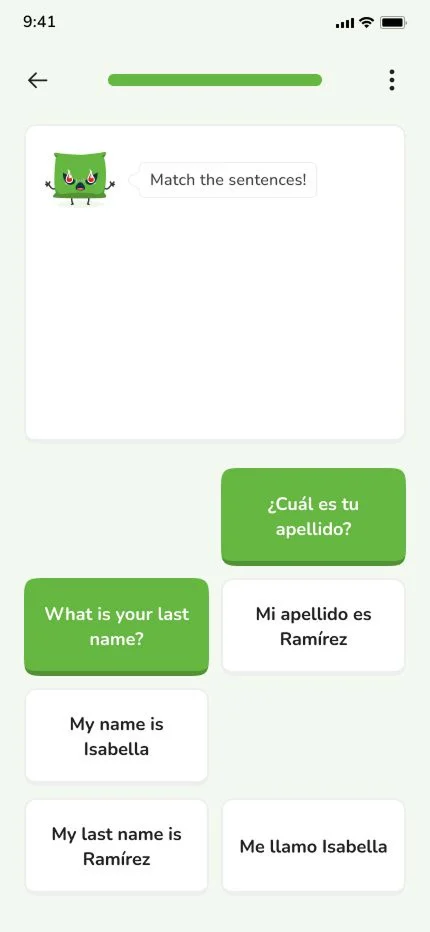 9:41
Match the sentences!
¿Cuál es tu
apellido?
What is your last
name?
Mi apellido es
Ramírez
My name is
Isabella
My last name is
Ramírez
Me llamo Isabella